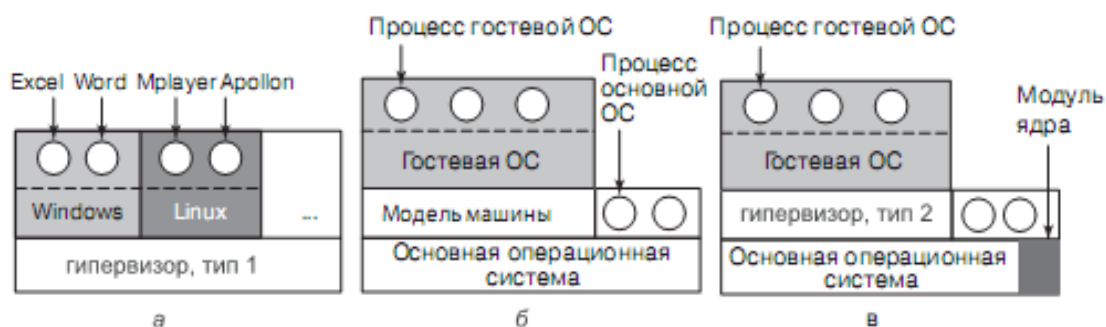 Excel Word Mplayer Apollon
Windows
Linux
...
гипервизор, тип 1
а
Процесс гостевой ОС
Процесс
основной
ОС
Гостевая ОС
Модель машины
Основная операционная
система
б
Процесс гостевой ОС
Модуль
ядра
Гостевая ОС
гипервизор, тип 2
Основная операционная
система
в